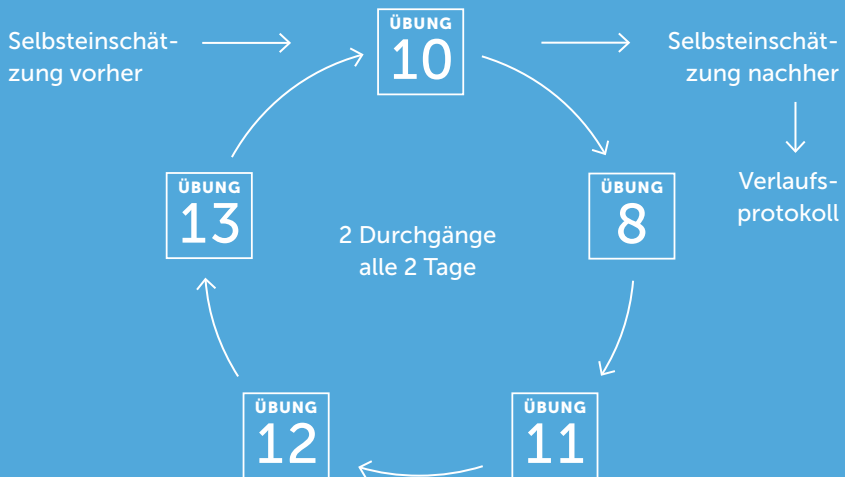 Selbsteinschät-
zung vorher
ÜBUNG
10
Selbsteinschät-
zung nachher
Verlaufs-
protokoll
ÜBUNG
13
2 Durchgänge
alle 2 Tage
ÜBUNG
8
ÜBUNG
12
ÜBUNG
11